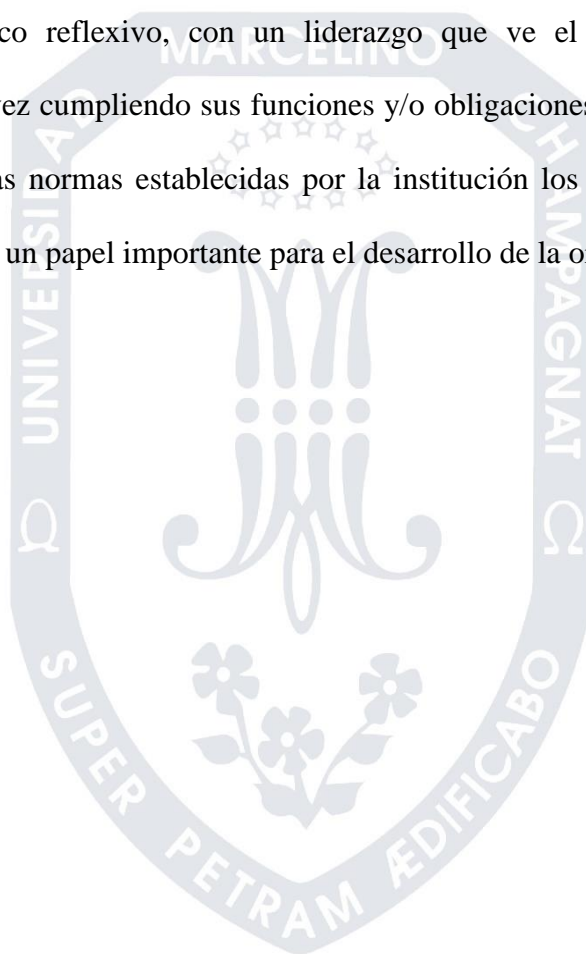 co reflexivo, con un liderazgo que ve el
vez cumpliendo sus funciones y/o obligaciones
as normas establecidas por la institución los
un papel importante para el desarrollo de la
UNIVERSIDAD
MARCELINO
CHAMPAGNAT
SUPER
PETRAM
ÆDIFICABO